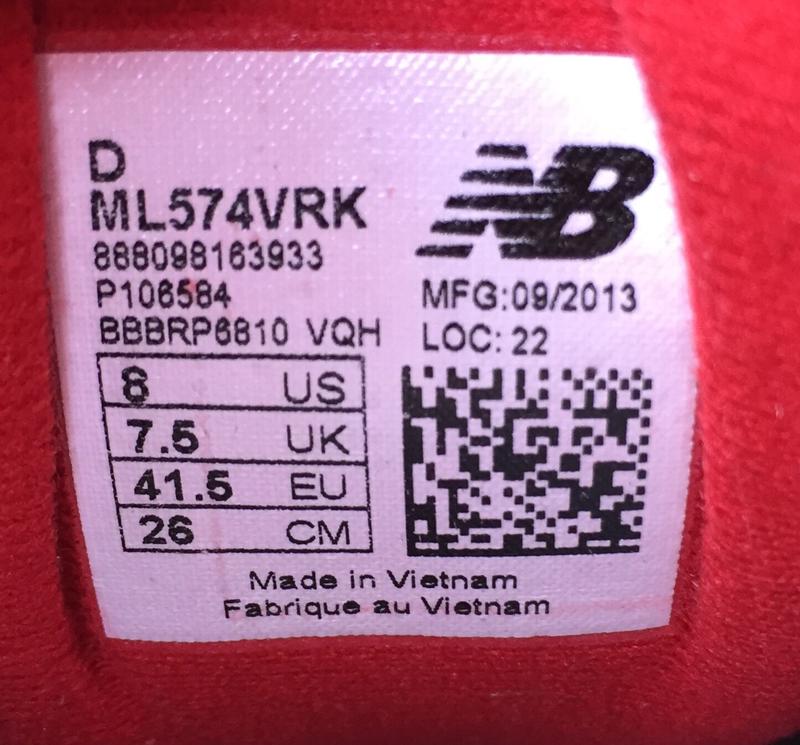 D
ML574VRK
NB
888098163933
P106584
MFG:09/2013
BBBRP6810 VQH
LOC: 22
8 US
7.5 UK
41.5 EU
26 CM
Made in Vietnam
Fabrique au Vietnam